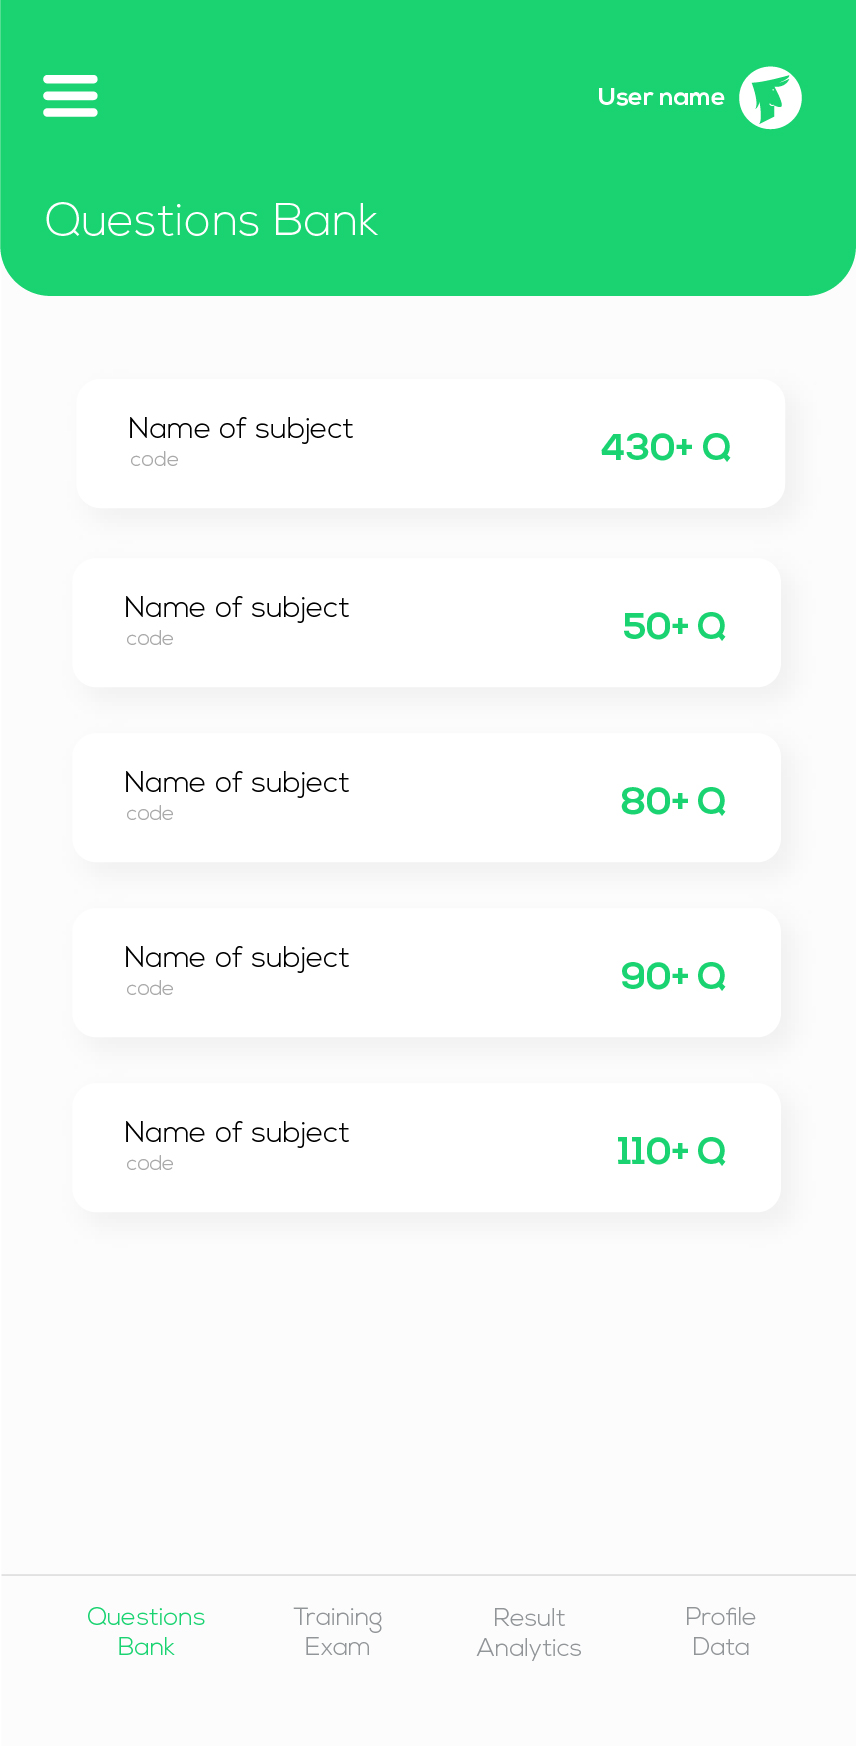 User name
Questions Bank
Name of subject
code
430+ Q
Name of subject
code
50+ Q
Name of subject
code
80+ Q
Name of subject
code
90+ Q
Name of subject
code
110+ Q
Questions
Bank
Training
Exam
Result
Analytics
Profile
Data